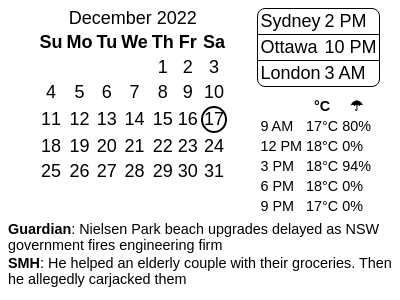 December 2022
Su Mo Tu We Th Fr Sa
1 2 3
4 5 6 7 8 9 10
11 12 13 14 15 16 17
18 19 20 21 22 23 24
25 26 27 28 29 30 31
Sydney 2 PM
Ottawa 10 PM
London 3 AM
°C ☂
9 AM 17°C 80%
12 PM 18°C 0%
3 PM 18°C 94%
6 PM 18°C 0%
9 PM 17°C 0%
Guardian: Nielsen Park beach upgrades delayed as NSW
government fires engineering firm
SMH: He helped an elderly couple with their groceries. Then
he allegedly carjacked them